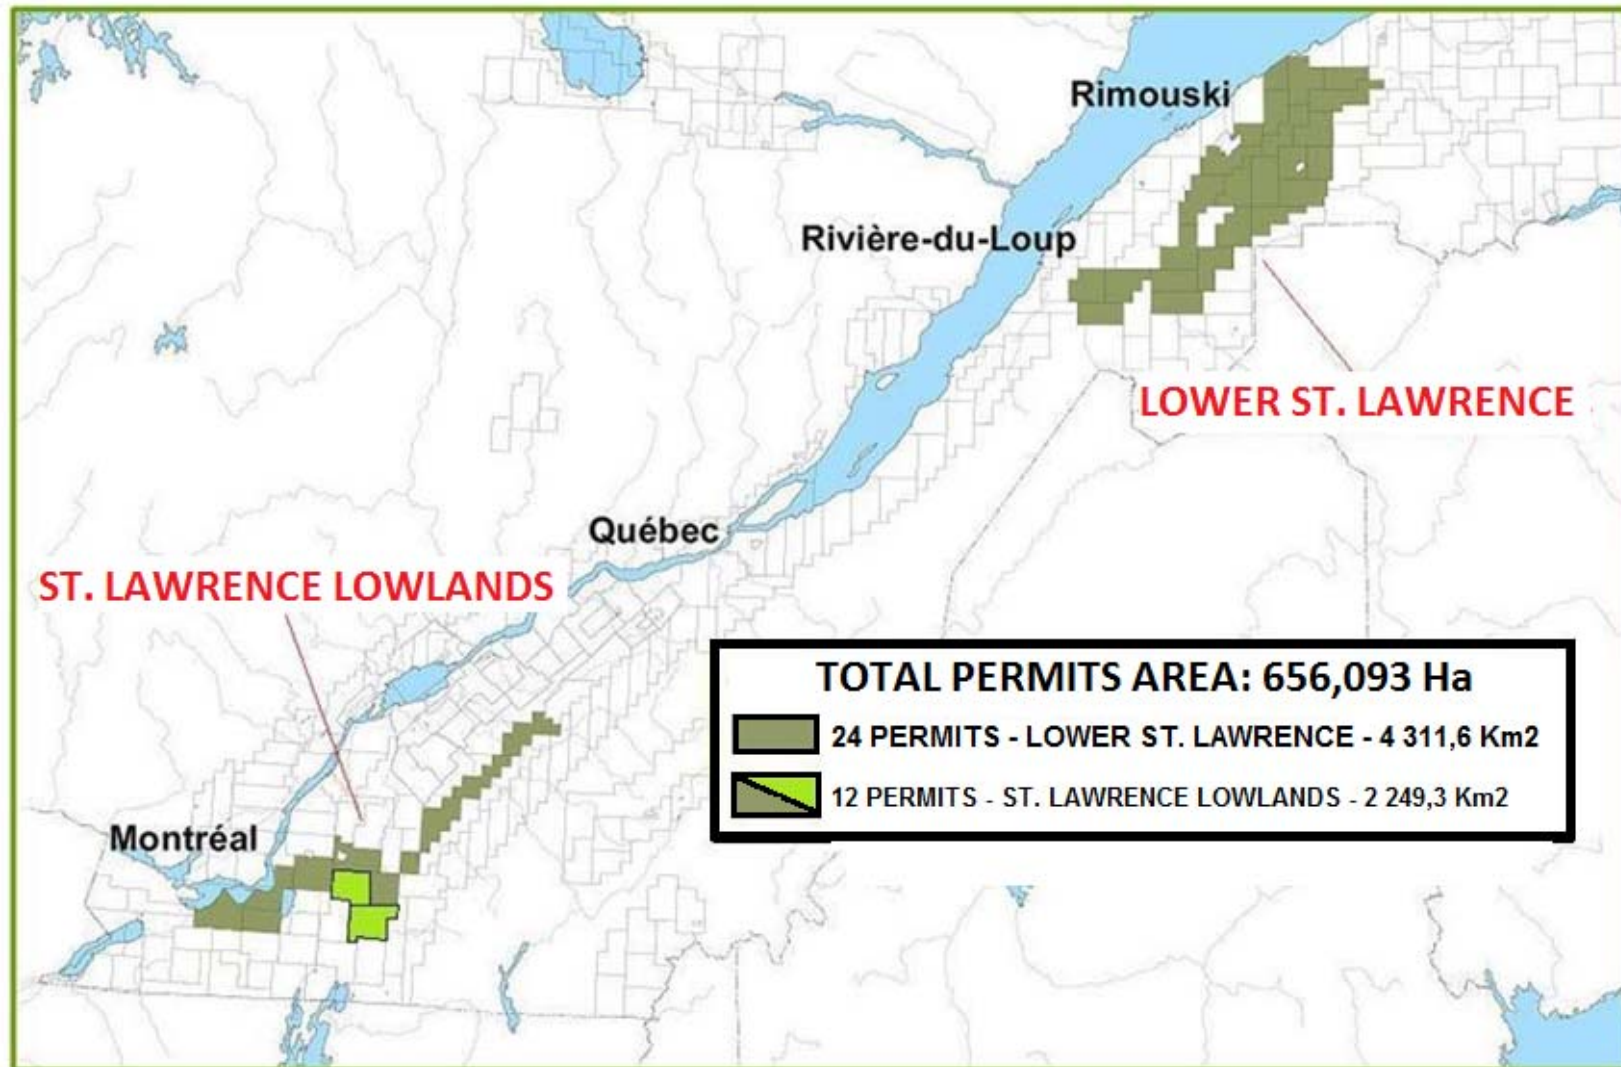 Rimouski
Rivière-du-Loup
LOWER ST. LAWRENCE
Québec
ST. LAWRENCE LOWLANDS
TOTAL PERMITS AREA: 656,093 Ha
24 PERMITS - LOWER ST. LAWRENCE - 4 311,6 Km2
12 PERMITS - ST. LAWRENCE LOWLANDS - 2 249,3 Km2
Montréal